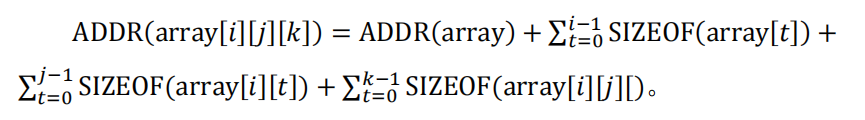 ADDR(array[i][j][k]) = ADDR(array) + ∑_{t=0}^{i−1} SIZEOF(array[t]) +
∑_{t=0}^{j−1} SIZEOF(array[i][t]) + ∑_{t=0}^{k−1} SIZEOF(array[i][j][)。